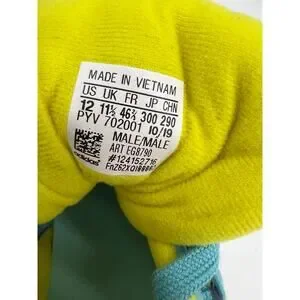 MADE IN VIETNAM
US UK FR JP CHN
12 11½ 46⅔ 300 290
PYV 702001 10/19
MALE/MALE
ART EG8790
#124152716
adidas